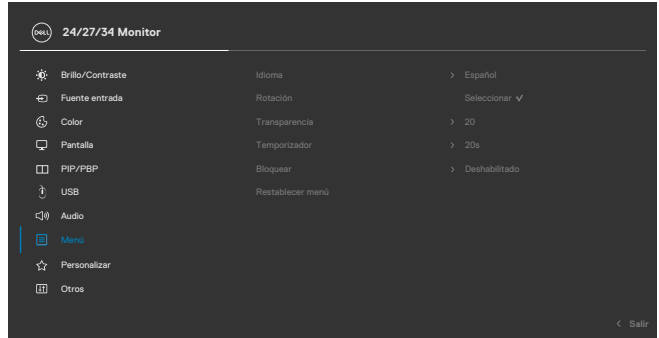 DELL 24/27/34 Monitor
Brillo/Contraste Idioma > Español
Fuente entrada Rotación Seleccionar ✓
Color Transparencia > 20
Pantalla Temporizador > 20s
PIP/PBP Bloquear > Deshabilitado
USB Restablecer menú
Audio
Menú
Personalizar
Otros
< Salir